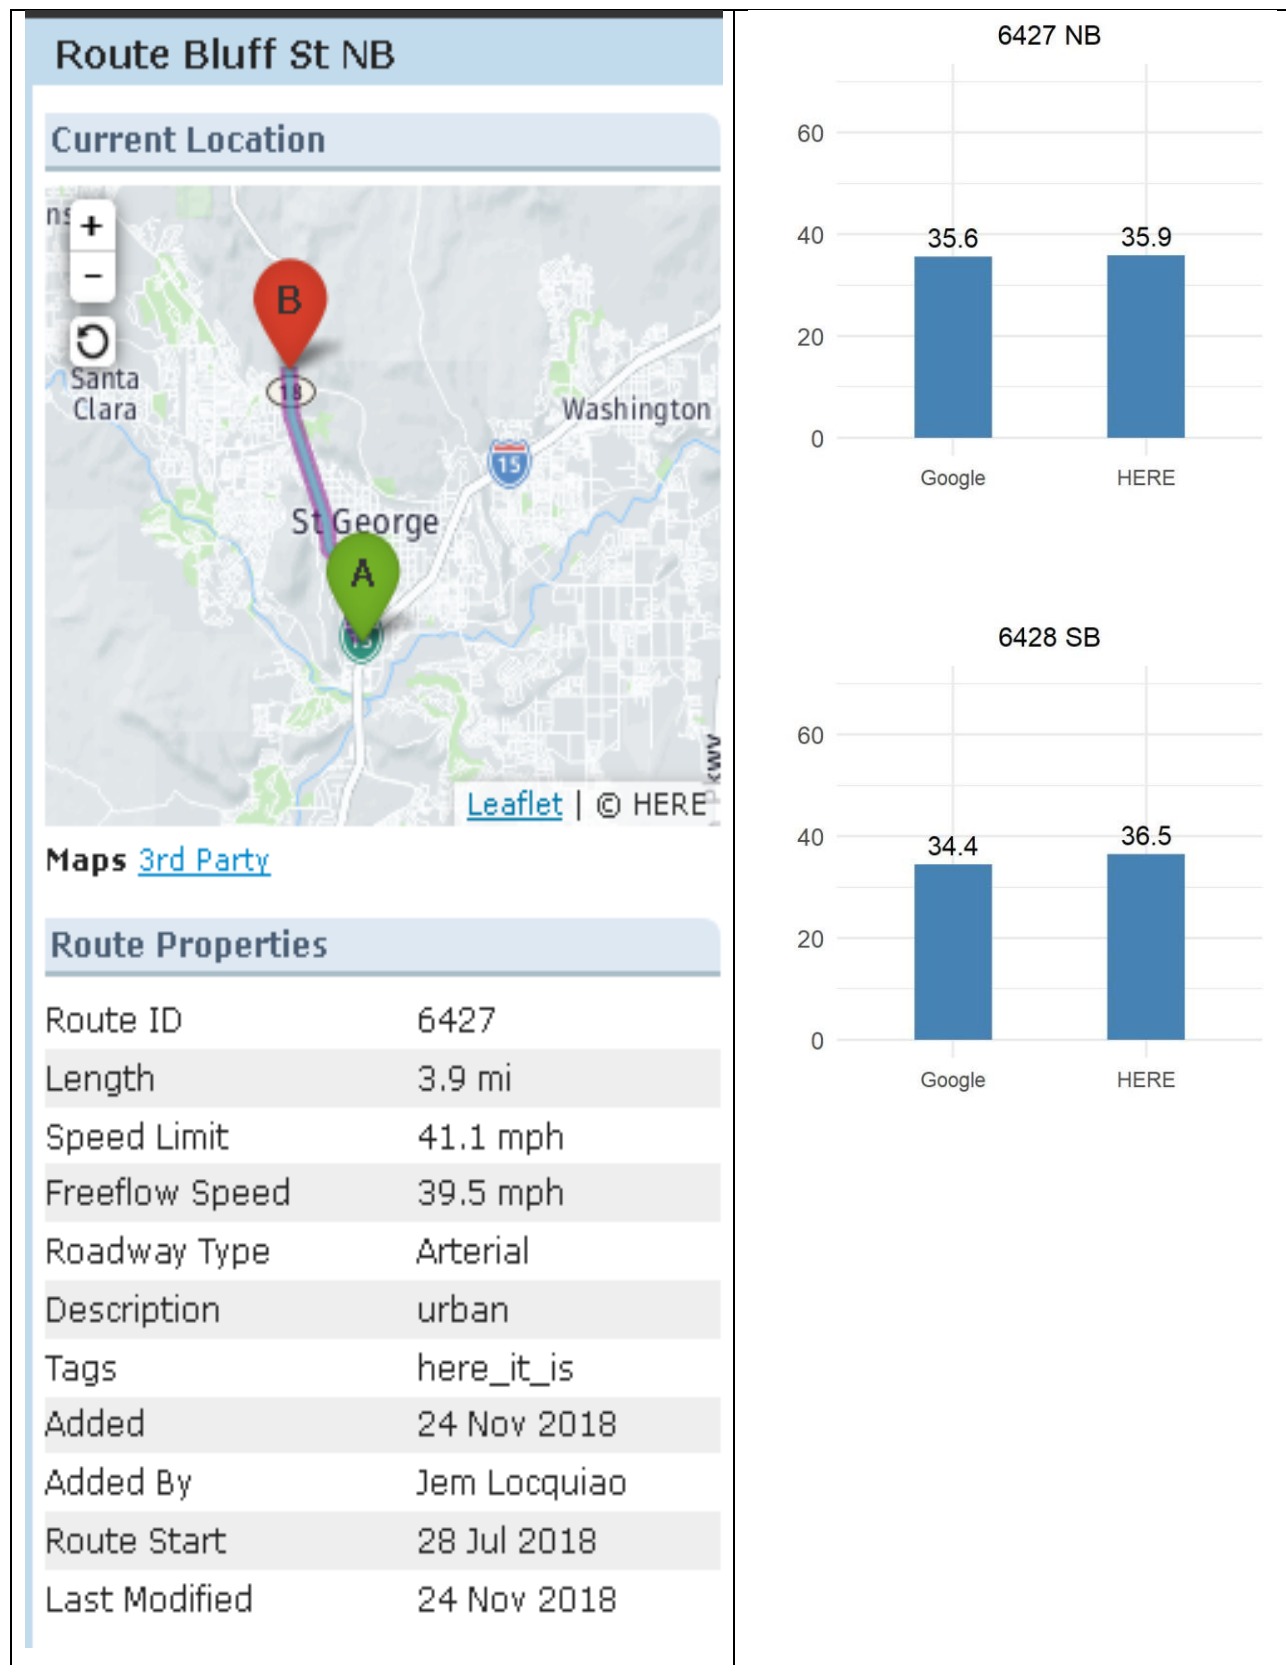 Route Bluff St NB
Current Location
ns
+
−
B
18
Santa
Clara
Washington
15
St George
A
15
Pkwy
Leaflet | © HERE
Maps 3rd Party
Route Properties
Route ID 6427
Length 3.9 mi
Speed Limit 41.1 mph
Freeflow Speed 39.5 mph
Roadway Type Arterial
Description urban
Tags here_it_is
Added 24 Nov 2018
Added By Jem Locquiao
Route Start 28 Jul 2018
Last Modified 24 Nov 2018
6427 NB
60
40
20
0
35.6
35.9
Google
HERE
6428 SB
60
40
20
0
34.4
36.5
Google
HERE